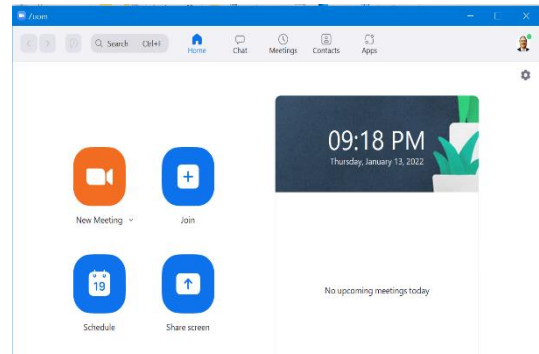 Zoom
Search Ctrl+F
Home
Chat
Meetings
Contacts
Apps
09:18 PM
Thursday, January 13, 2022
New Meeting
Join
19
Schedule
Share screen
No upcoming meetings today